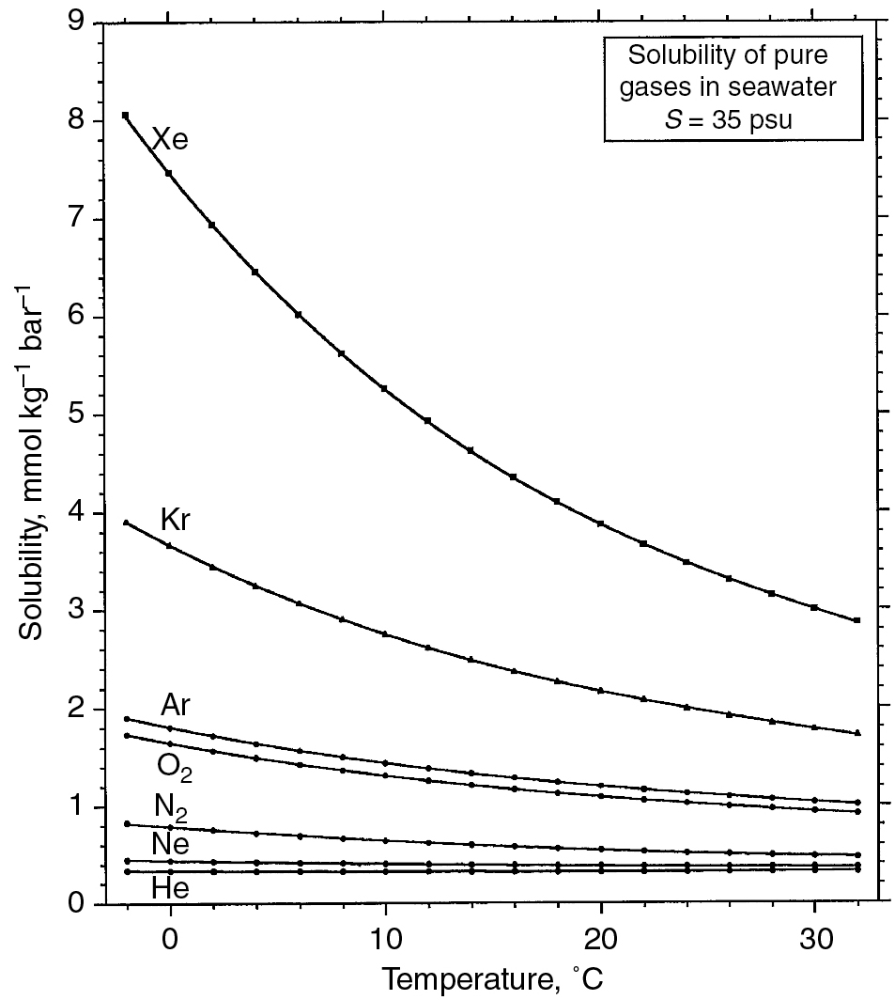 Solubility of pure
gases in seawater
S = 35 psu
9
8
7
6
5
4
3
2
1
0
Solubility, mmol kg⁻¹ bar⁻¹
Xe
Kr
Ar
O₂
N₂
Ne
He
0 10 20 30
Temperature, °C